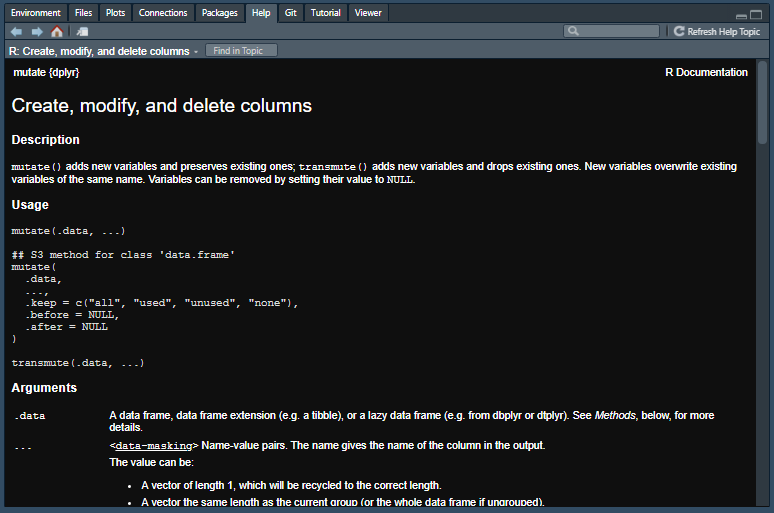 Environment Files Plots Connections Packages Help Git Tutorial Viewer
Refresh Help Topic
R: Create, modify, and delete columns Find in Topic
mutate {dplyr} R Documentation
Create, modify, and delete columns
Description
mutate() adds new variables and preserves existing ones; transmute() adds new variables and drops existing ones. New variables overwrite existing
variables of the same name. Variables can be removed by setting their value to NULL.
Usage
mutate(.data, ...)
## S3 method for class 'data.frame'
mutate(
  .data,
  ...,
  .keep = c("all", "used", "unused", "none"),
  .before = NULL,
  .after = NULL
)
transmute(.data, ...)
Arguments
.data A data frame, data frame extension (e.g. a tibble), or a lazy data frame (e.g. from dbplyr or dtplyr). See Methods, below, for more
details.
... <data-masking> Name-value pairs. The name gives the name of the column in the output.
The value can be:
• A vector of length 1, which will be recycled to the correct length.
• A vector the same length as the current group (or the whole data frame if ungrouped).